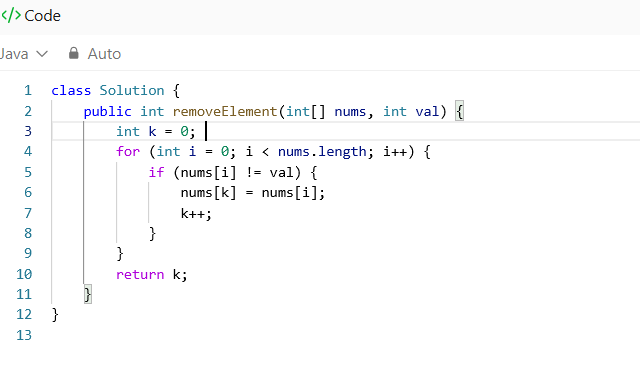 </> Code
Java Auto
1 class Solution {
2 public int removeElement(int[] nums, int val) {
3 int k = 0;
4 for (int i = 0; i < nums.length; i++) {
5 if (nums[i] != val) {
6 nums[k] = nums[i];
7 k++;
8 }
9 }
10 return k;
11 }
12 }
13